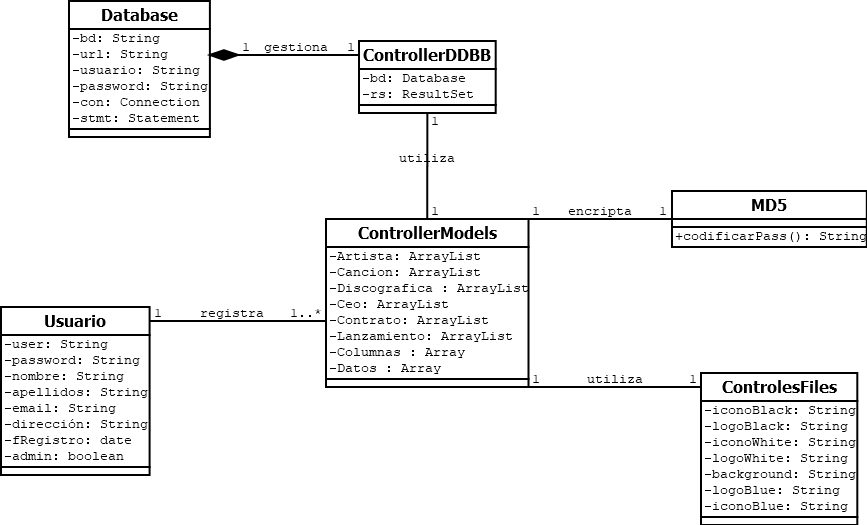 Database
-bd: String
-url: String
-usuario: String
-password: String
-con: Connection
-stmt: Statement
1 gestiona 1
ControllerDDBB
-bd: Database
-rs: ResultSet
1
utiliza
1
ControllerModels
-Artista: ArrayList
-Cancion: ArrayList
-Discografica : ArrayList
-Ceo: ArrayList
-Contrato: ArrayList
-Lanzamiento: ArrayList
-Columnas : Array
-Datos : Array
1 encripta 1
MD5
+codificarPass(): String
1 registra 1..*
Usuario
-user: String
-password: String
-nombre: String
-apellidos: String
-email: String
-dirección: String
-fRegistro: date
-admin: boolean
1 utiliza 1
ControlesFiles
-iconoBlack: String
-logoBlack: String
-iconoWhite: String
-logoWhite: String
-background: String
-logoBlue: String
-iconoBlue: String